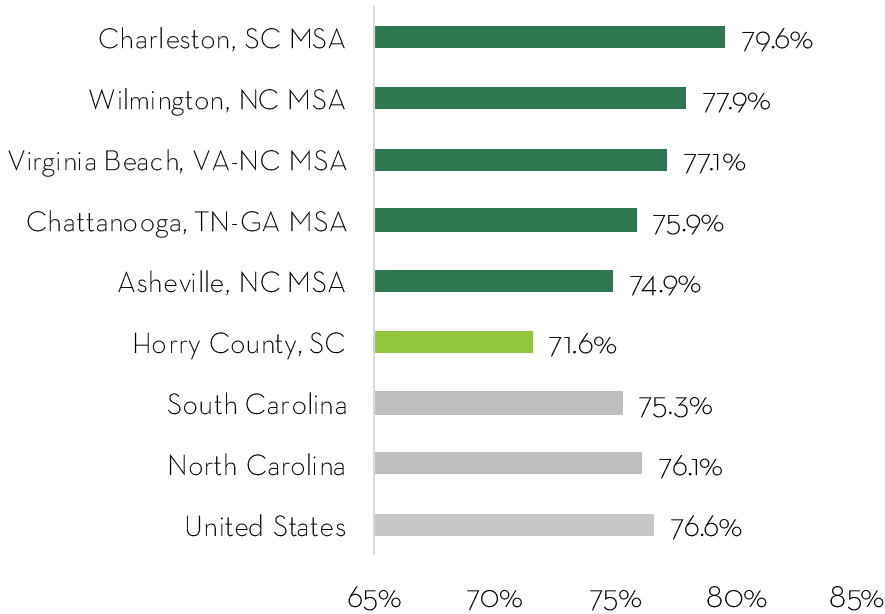 Charleston, SC MSA 79.6%
Wilmington, NC MSA 77.9%
Virginia Beach, VA-NC MSA 77.1%
Chattanooga, TN-GA MSA 75.9%
Asheville, NC MSA 74.9%
Horry County, SC 71.6%
South Carolina 75.3%
North Carolina 76.1%
United States 76.6%
65% 70% 75% 80% 85%